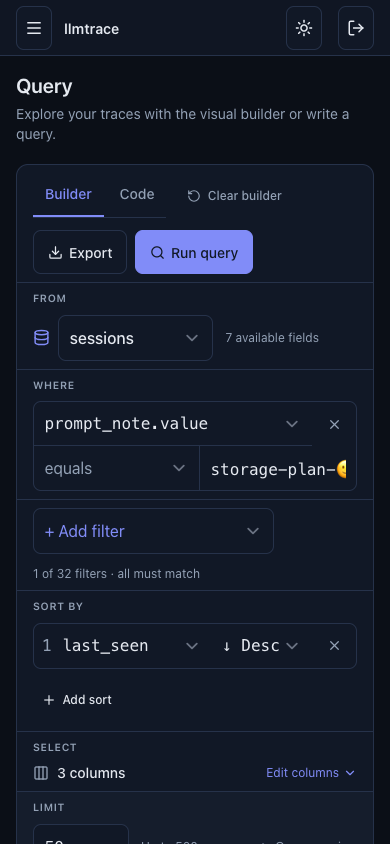 llmtrace
Query
Explore your traces with the visual builder or write a
query.
Builder
Code
Clear builder
Export
Run query
FROM
sessions
7 available fields
WHERE
prompt_note.value
equals
storage-plan-
+ Add filter
1 of 32 filters · all must match
SORT BY
1 last_seen
↓ Desc
Add sort
SELECT
3 columns
Edit columns
LIMIT